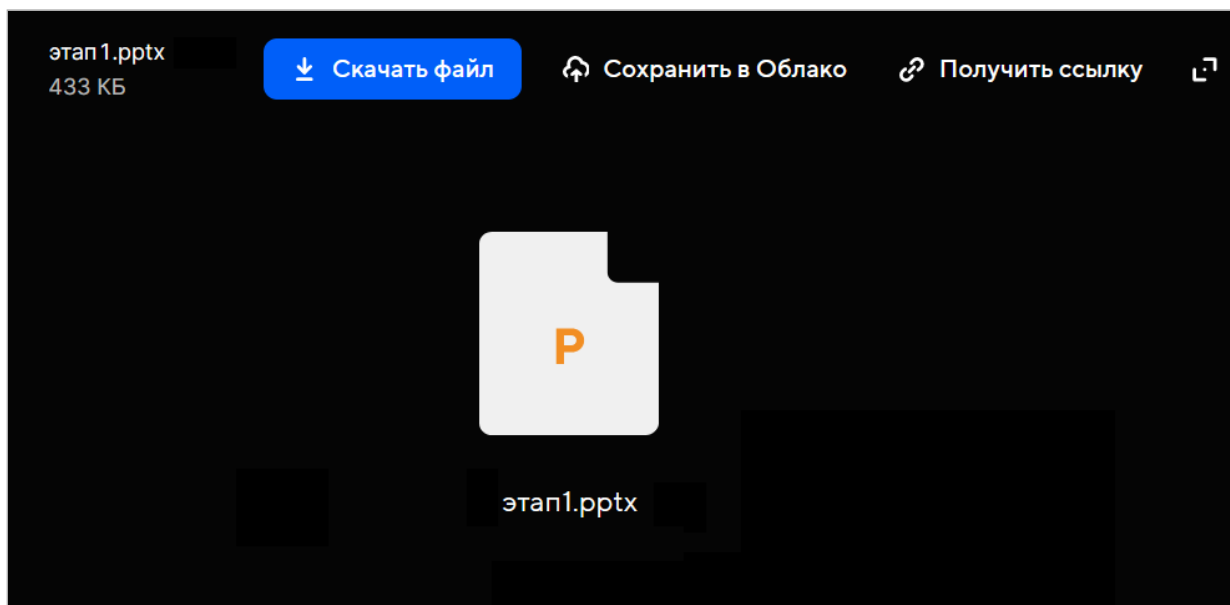 этап1.pptx
433 КБ
Скачать файл
Сохранить в Облако
Получить ссылку
P
этап1.pptx